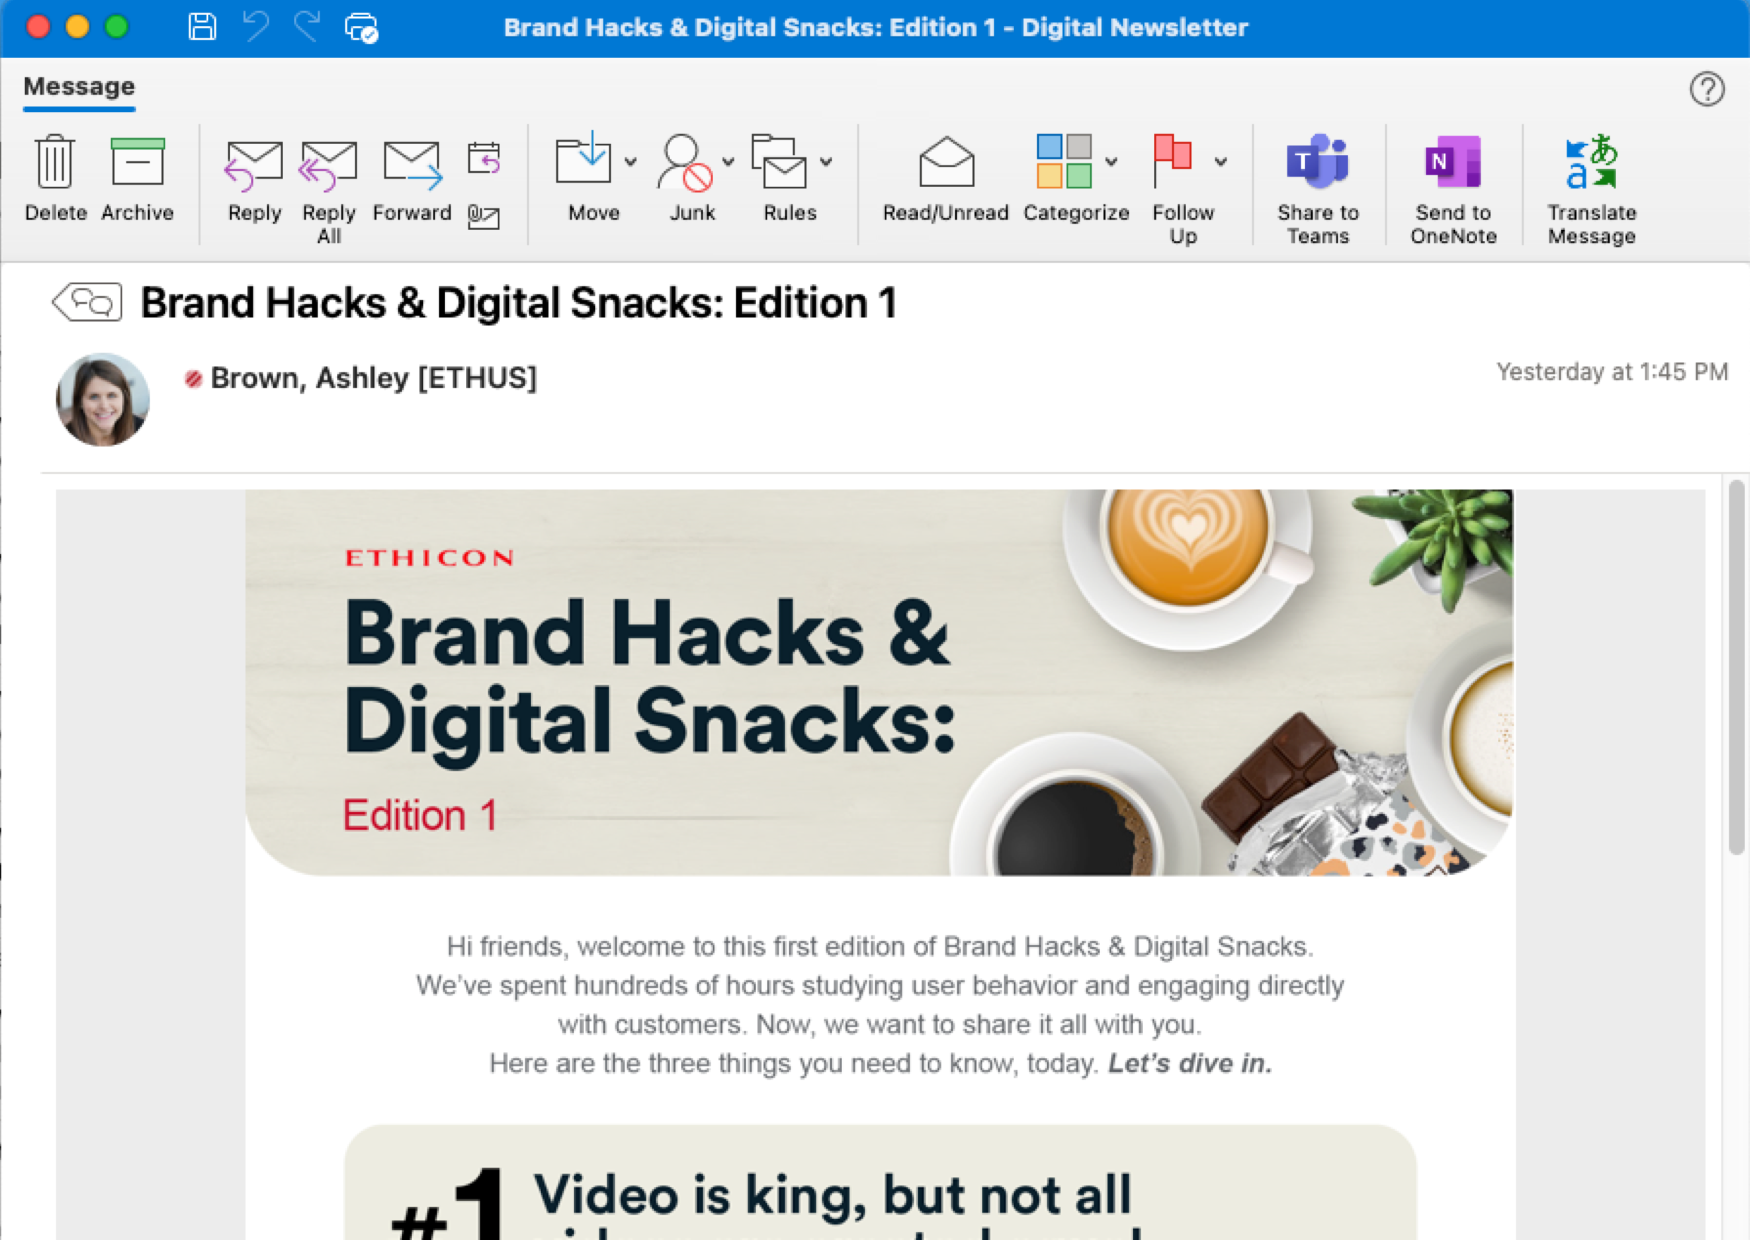 Brand Hacks & Digital Snacks: Edition 1 - Digital Newsletter
Message
Delete
Archive
Reply
Reply
All
Forward
Move
Junk
Rules
Read/Unread
Categorize
Follow
Up
Share to
Teams
Send to
OneNote
Translate
Message
Brand Hacks & Digital Snacks: Edition 1
Brown, Ashley [ETHUS]
Yesterday at 1:45 PM
ETHICON
Brand Hacks &
Digital Snacks:
Edition 1
Hi friends, welcome to this first edition of Brand Hacks & Digital Snacks.
We’ve spent hundreds of hours studying user behavior and engaging directly
with customers. Now, we want to share it all with you.
Here are the three things you need to know, today. Let’s dive in.
#1 Video is king, but not all